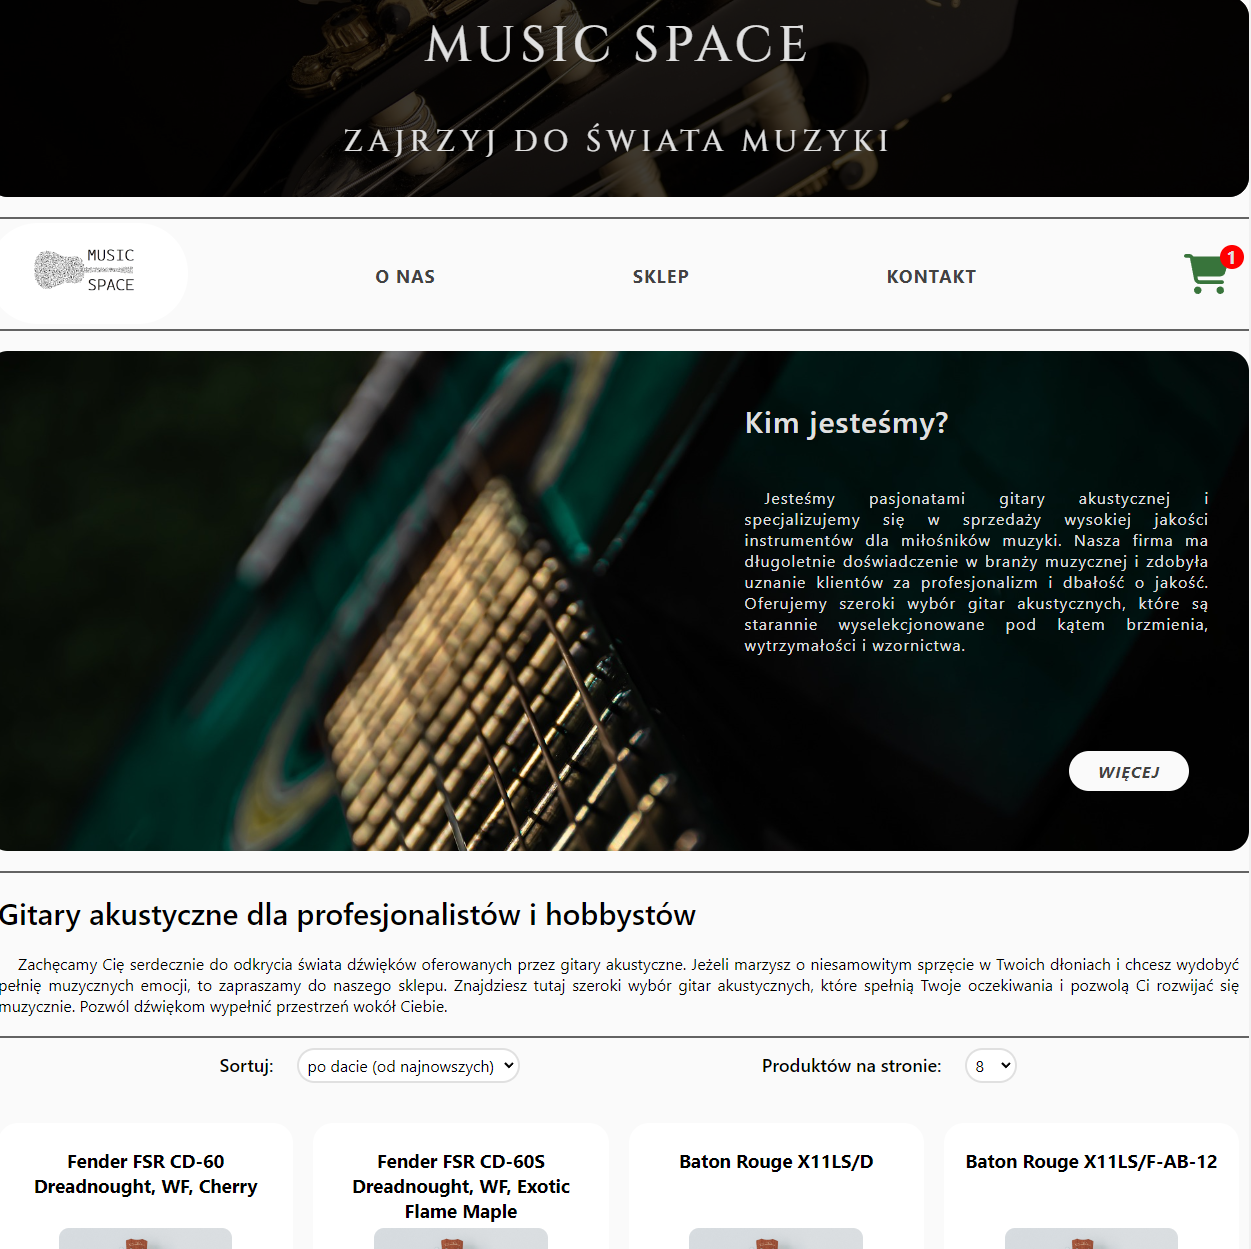 MUSIC SPACE
ZAJRZYJ DO ŚWIATA MUZYKI
MUSIC
SPACE
O NAS
SKLEP
KONTAKT
1
Kim jesteśmy?
Jesteśmy pasjonatami gitary akustycznej i
specjalizujemy się w sprzedaży wysokiej jakości
instrumentów dla miłośników muzyki. Nasza firma ma
długoletnie doświadczenie w branży muzycznej i zdobyła
uznanie klientów za profesjonalizm i dbałość o jakość.
Oferujemy szeroki wybór gitar akustycznych, które są
starannie wyselekcjonowane pod kątem brzmienia,
wytrzymałości i wzornictwa.
WIĘCEJ
Gitary akustyczne dla profesjonalistów i hobbystów
Zachęcamy Cię serdecznie do odkrycia świata dźwięków oferowanych przez gitary akustyczne. Jeżeli marzysz o niesamowitym sprzęcie w Twoich dłoniach i chcesz wydobyć
pełnię muzycznych emocji, to zapraszamy do naszego sklepu. Znajdziesz tutaj szeroki wybór gitar akustycznych, które spełnią Twoje oczekiwania i pozwolą Ci rozwijać się
muzycznie. Pozwól dźwiękom wypełnić przestrzeń wokół Ciebie.
Sortuj:
po dacie (od najnowszych)
Produktów na stronie:
8
Fender FSR CD-60
Dreadnought, WF, Cherry
Fender FSR CD-60S
Dreadnought, WF, Exotic
Flame Maple
Baton Rouge X11LS/D
Baton Rouge X11LS/F-AB-12